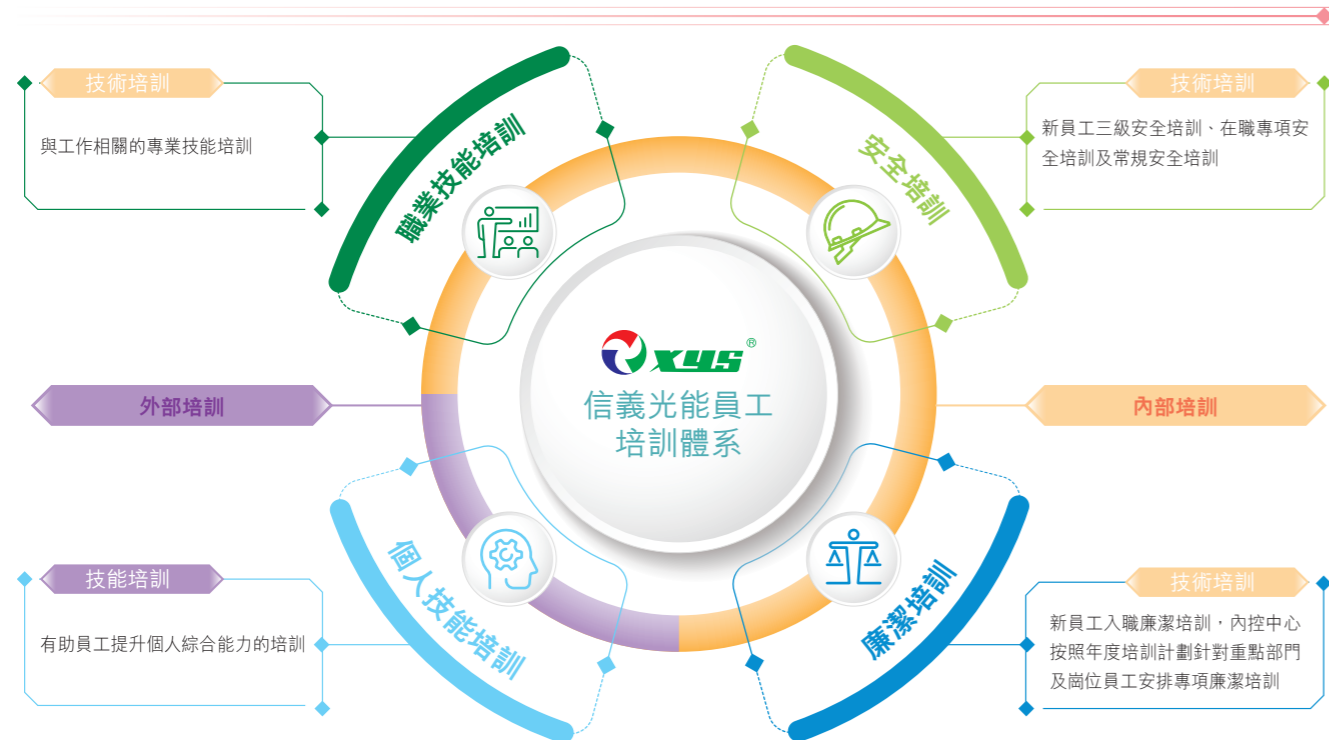 技術培訓
與工作相關的專業技能培訓
職業技能培訓
安全培訓
技術培訓
新員工三級安全培訓、在職專項安
全培訓及常規安全培訓
外部培訓
XYS®
信義光能員工
培訓體系
內部培訓
技能培訓
有助員工提升個人綜合能力的培訓
個人技能培訓
廉潔培訓
技術培訓
新員工入職廉潔培訓，內控中心
按照年度培訓計劃針對重點部門
及崗位員工安排專項廉潔培訓